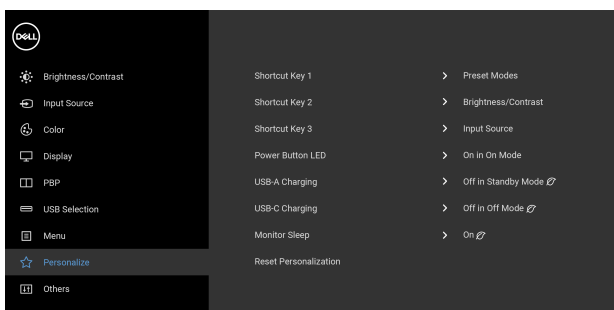 DELL
Brightness/Contrast
Input Source
Color
Display
PBP
USB Selection
Menu
Personalize
Others
Shortcut Key 1 Preset Modes
Shortcut Key 2 Brightness/Contrast
Shortcut Key 3 Input Source
Power Button LED On in On Mode
USB-A Charging Off in Standby Mode
USB-C Charging Off in Off Mode
Monitor Sleep On
Reset Personalization